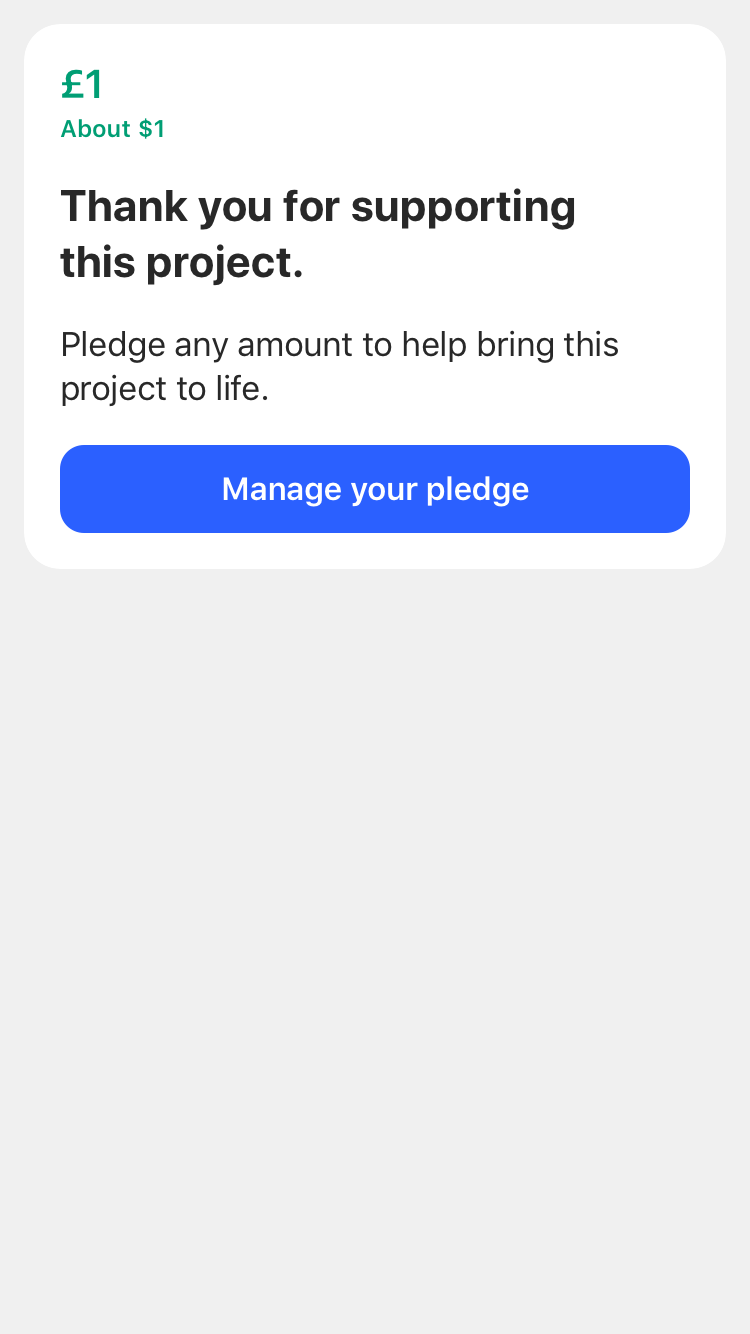 £1
About $1
Thank you for supporting
this project.
Pledge any amount to help bring this
project to life.
Manage your pledge